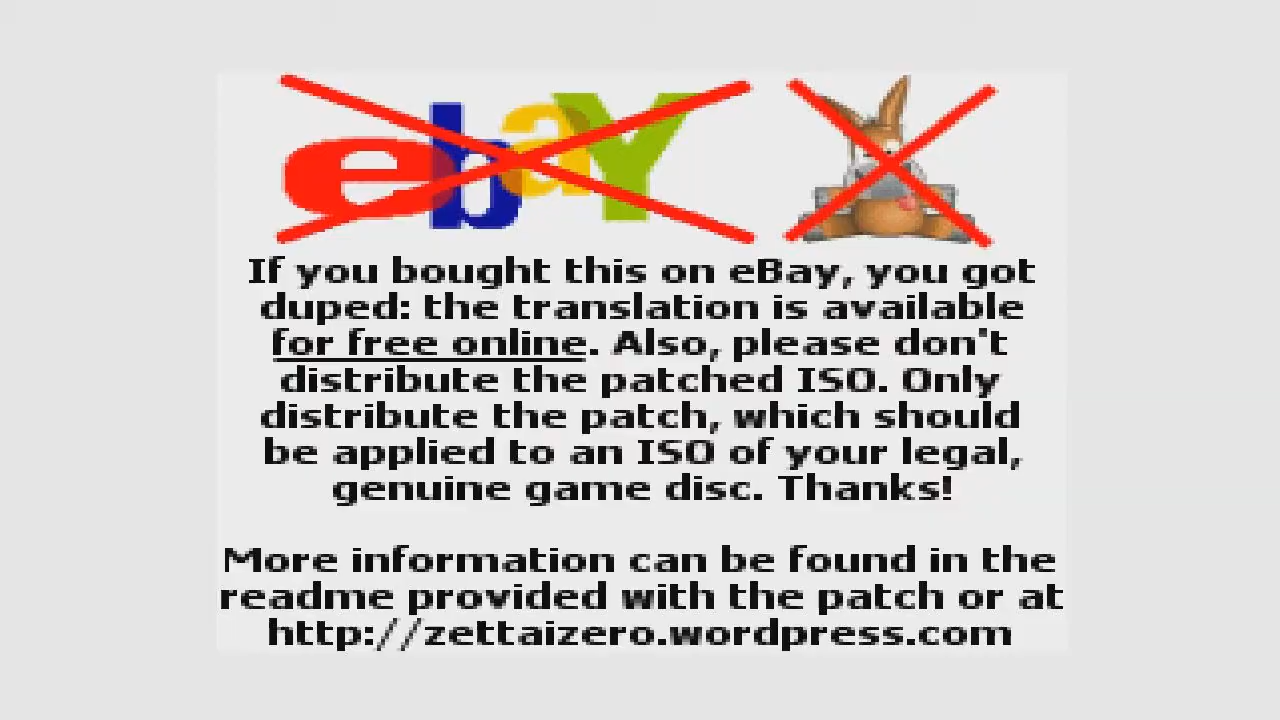 ebaY
If you bought this on eBay, you got
duped: the translation is available
for free online. Also, please don't
distribute the patched ISO. Only
distribute the patch, which should
be applied to an ISO of your legal,
genuine game disc. Thanks!
More information can be found in the
readme provided with the patch or at
http://zettaizero.wordpress.com